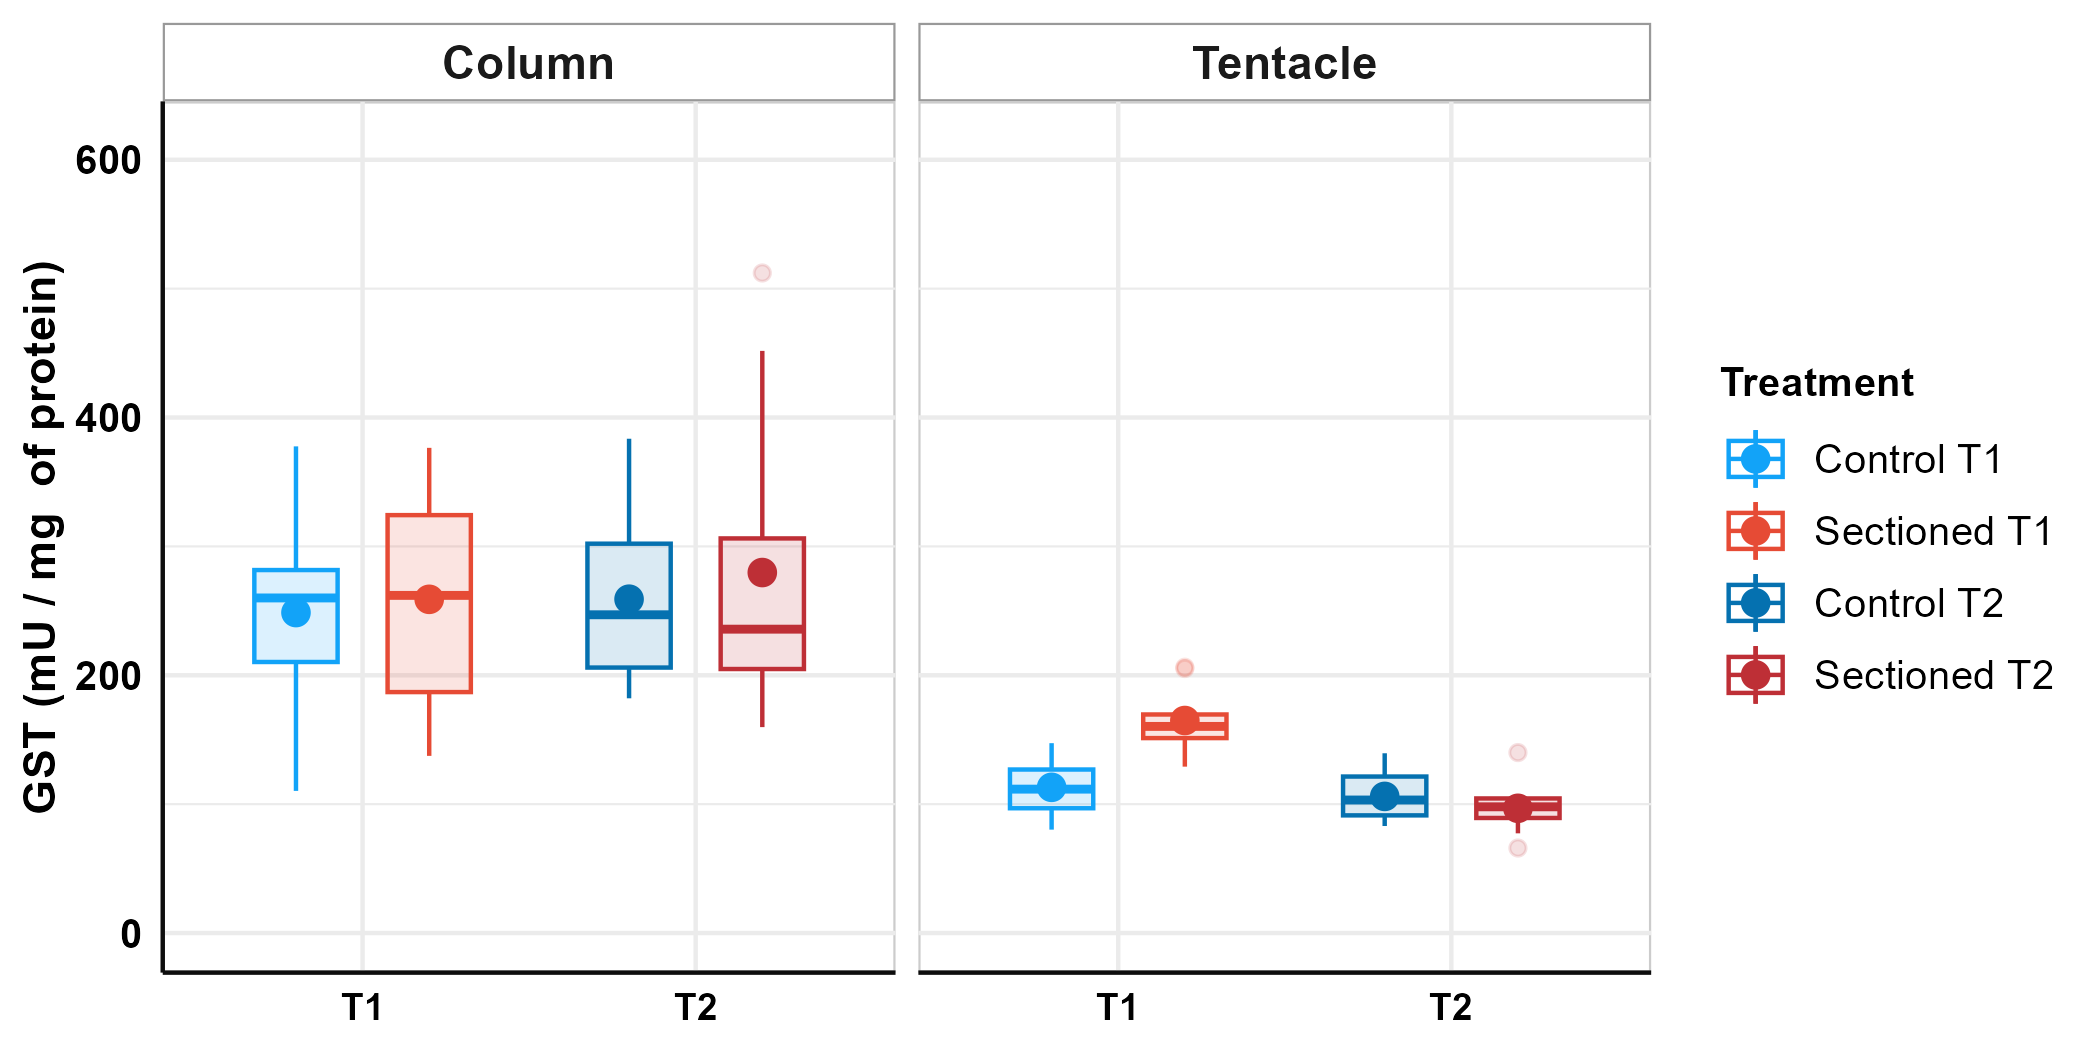 Column
Tentacle
GST (mU / mg  of protein)
600
400
200
0
T1
T2
T1
T2
Treatment
Control T1
Sectioned T1
Control T2
Sectioned T2